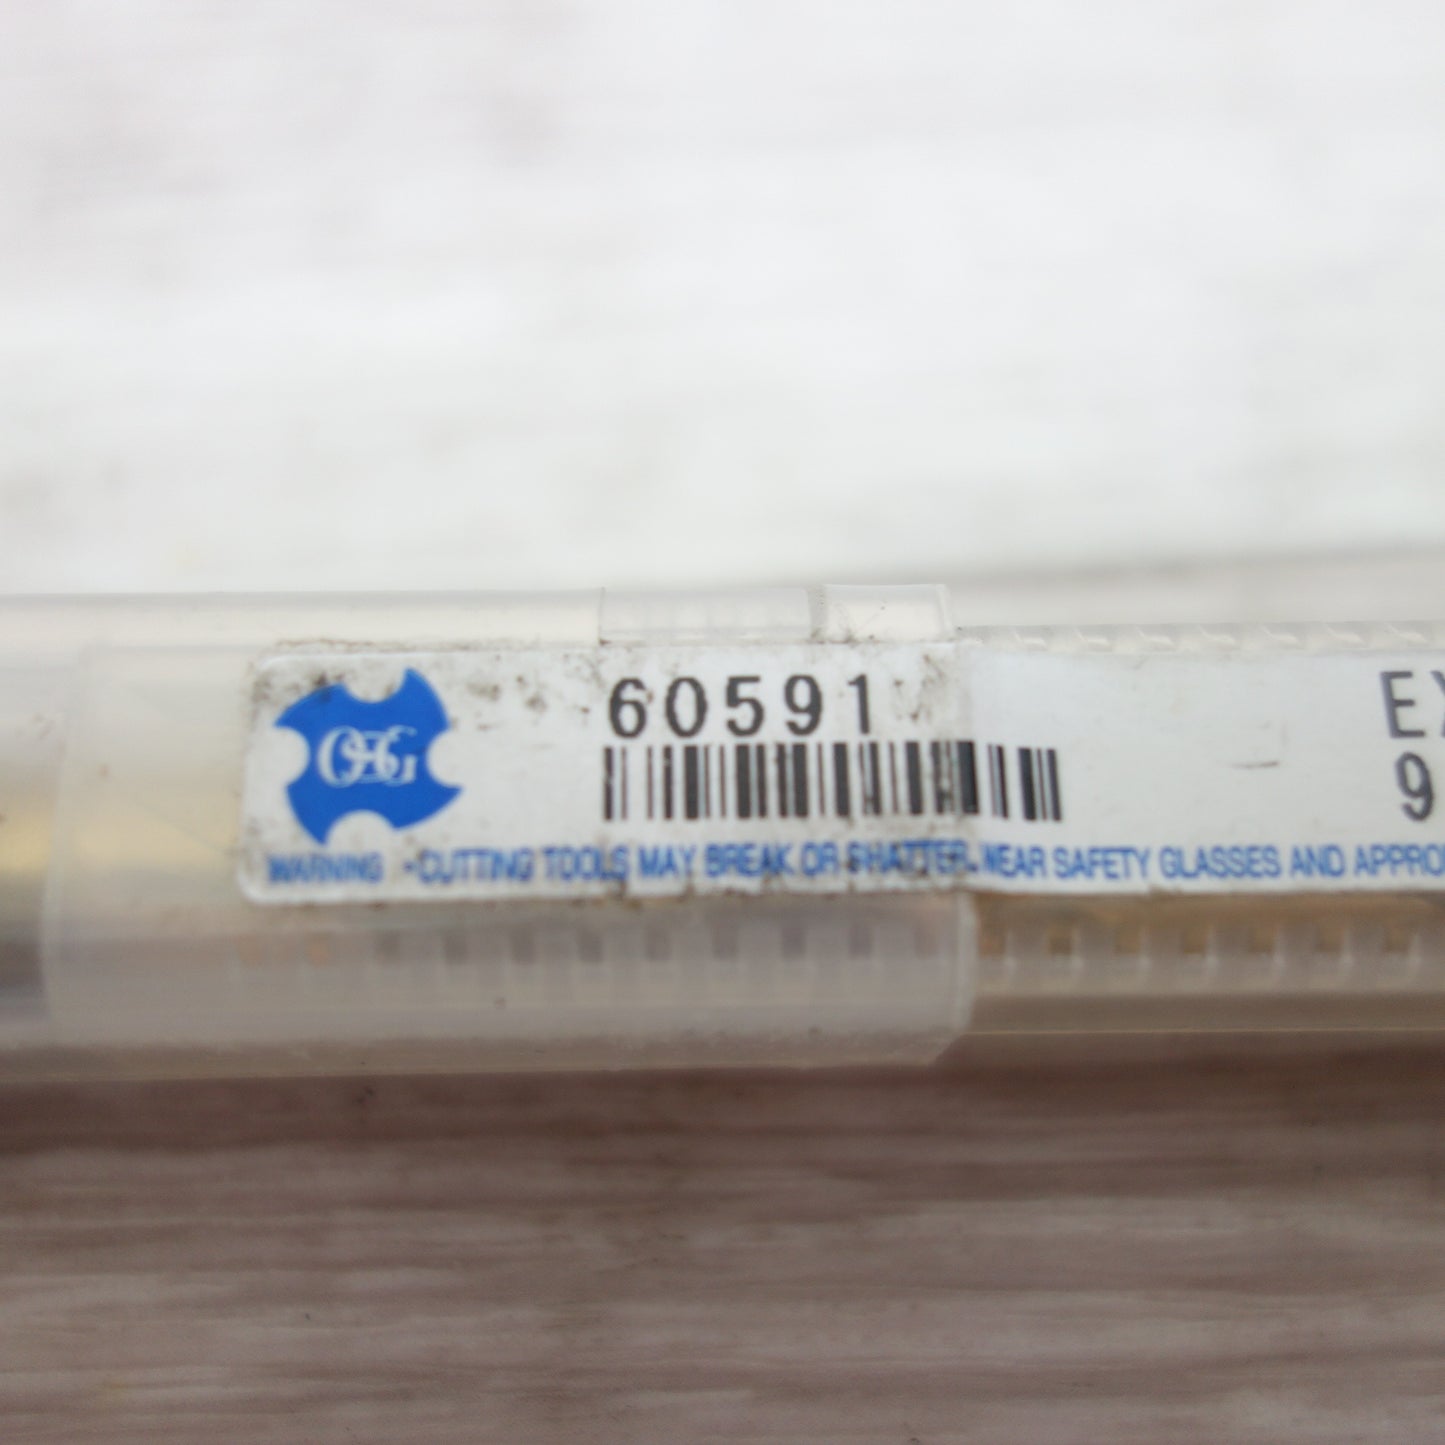 OSG
60591
EX
9
WARNING -CUTTING TOOLS MAY BREAK OR SHATTER. WEAR SAFETY GLASSES AND APPRO